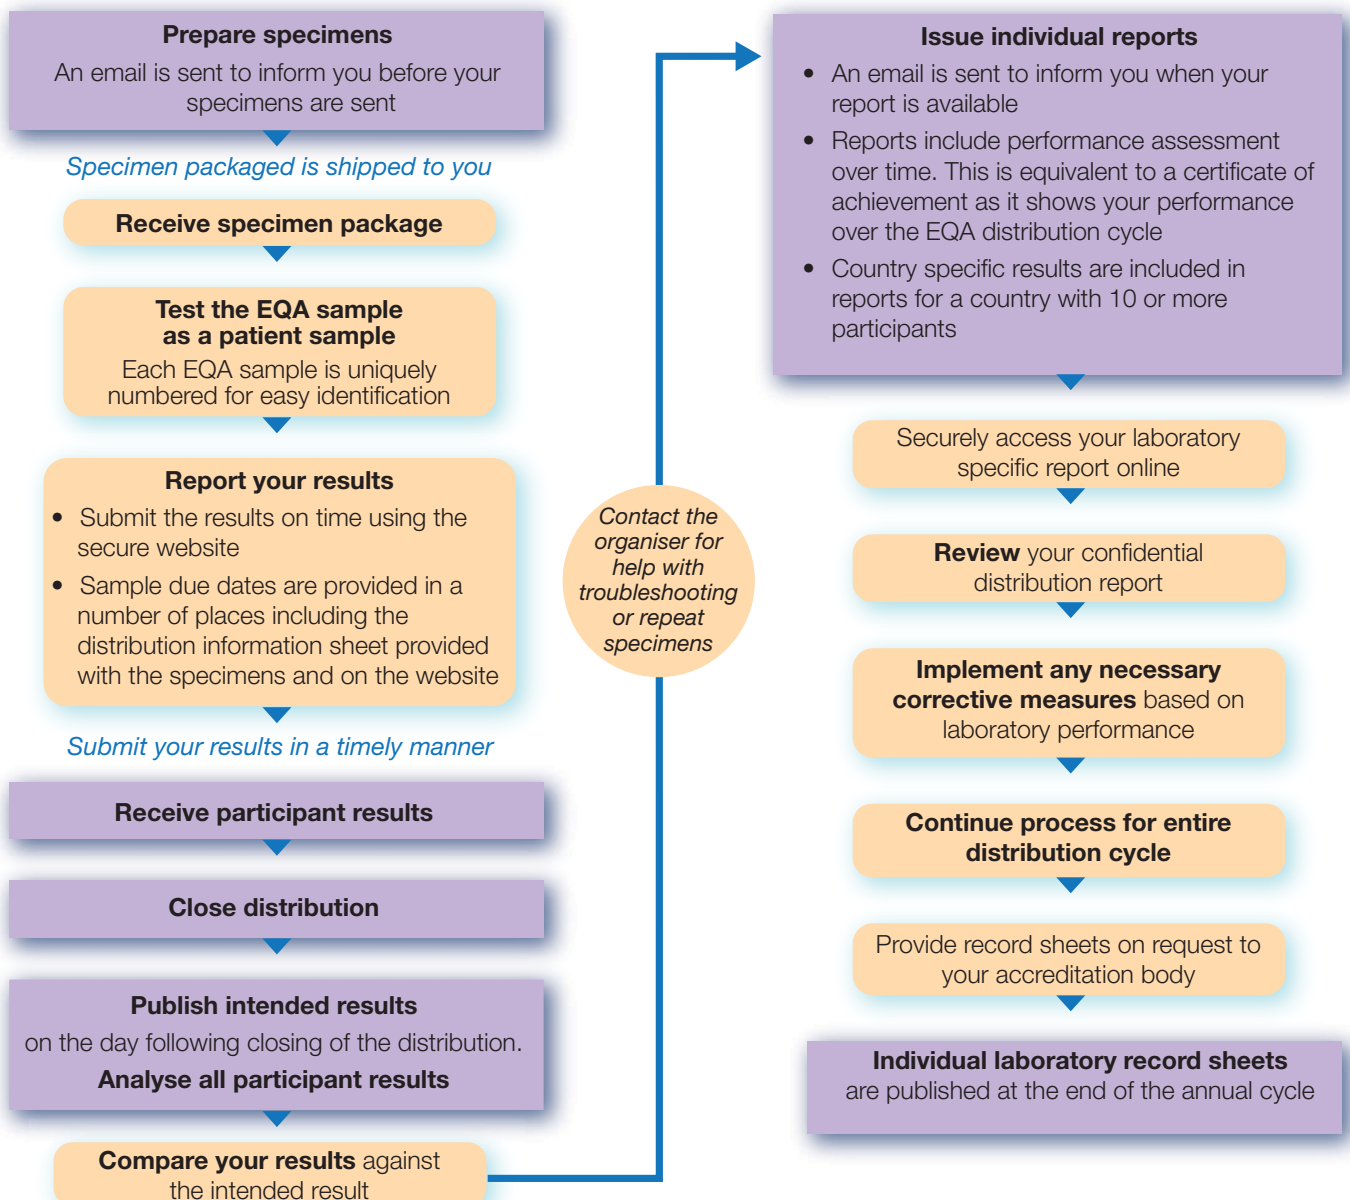 Prepare specimens
An email is sent to inform you before your
specimens are sent
Specimen packaged is shipped to you
Receive specimen package
Test the EQA sample
as a patient sample
Each EQA sample is uniquely
numbered for easy identification
Report your results
• Submit the results on time using the
secure website
• Sample due dates are provided in a
number of places including the
distribution information sheet provided
with the specimens and on the website
Submit your results in a timely manner
Receive participant results
Close distribution
Publish intended results
on the day following closing of the distribution.
Analyse all participant results
Compare your results against
the intended result
Contact the
organiser for
help with
troubleshooting
or repeat
specimens
Issue individual reports
• An email is sent to inform you when your
report is available
• Reports include performance assessment
over time. This is equivalent to a certificate of
achievement as it shows your performance
over the EQA distribution cycle
• Country specific results are included in
reports for a country with 10 or more
participants
Securely access your laboratory
specific report online
Review your confidential
distribution report
Implement any necessary
corrective measures based on
laboratory performance
Continue process for entire
distribution cycle
Provide record sheets on request to
your accreditation body
Individual laboratory record sheets
are published at the end of the annual cycle